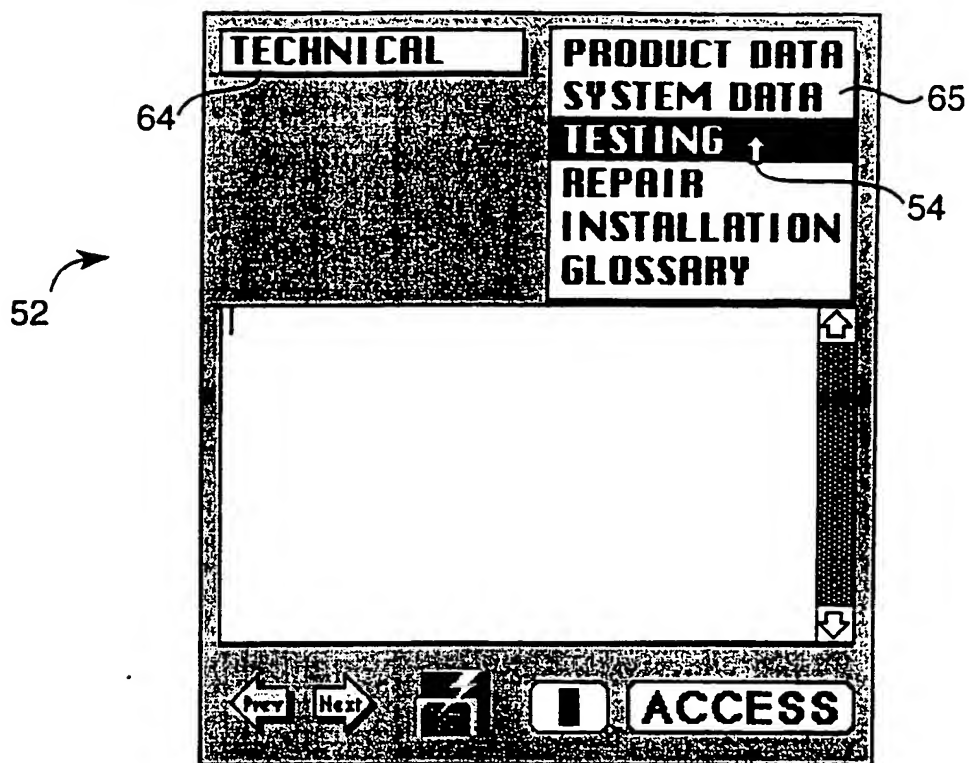 TECHNICAL
PRODUCT DATA
SYSTEM DATA
TESTING
REPAIR
INSTALLATION
GLOSSARY
64
65
54
52
Prev
Next
ACCESS